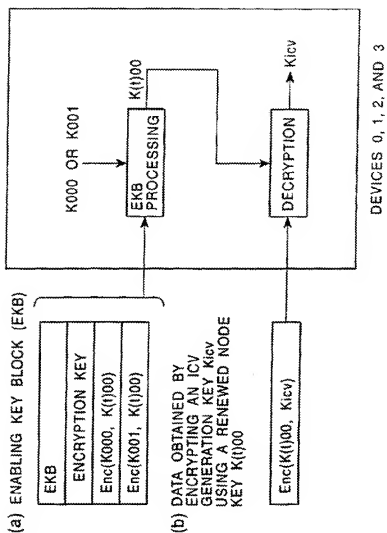 (a) ENABLING KEY BLOCK (EKB)
EKB
ENCRYPTION KEY
Enc(K000, K(t)00)
Enc(K001, K(t)00)
(b) DATA OBTAINED BY
ENCRYPTING AN ICV
GENERATION KEY Kicv
USING A RENEWED NODE
KEY K(t)00
Enc(K(t)00, Kicv)
K000 OR K001
EKB
PROCESSING
K(t)00
DECRYPTION
Kicv
DEVICES 0, 1, 2, AND 3